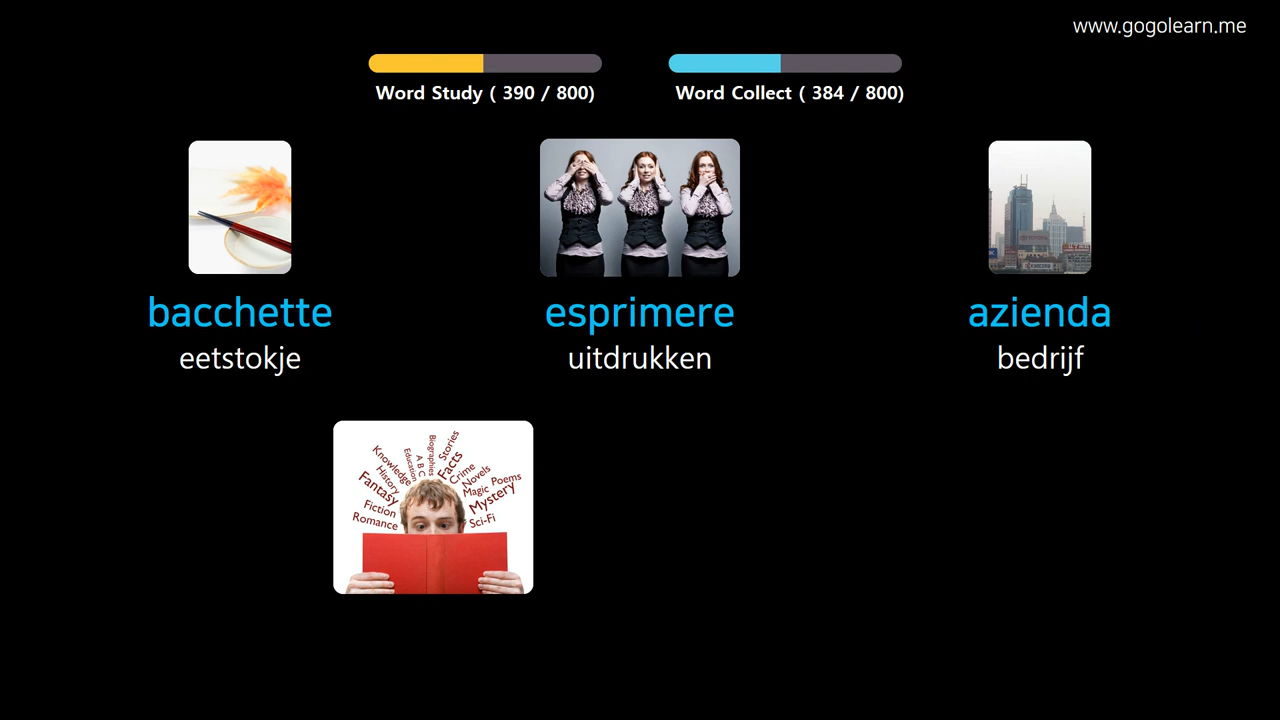 www.gogolearn.me
Word Study ( 390 / 800)
Word Collect ( 384 / 800)
bacchette
esprimere
azienda
eetstokje
uitdrukken
bedrijf
Stories
Biographies
A B C
Education
Facts
Knowledge
History
Crime
Novels
Magic
Poems
Fantasy
Mystery
Fiction
Romance
Sci-Fi